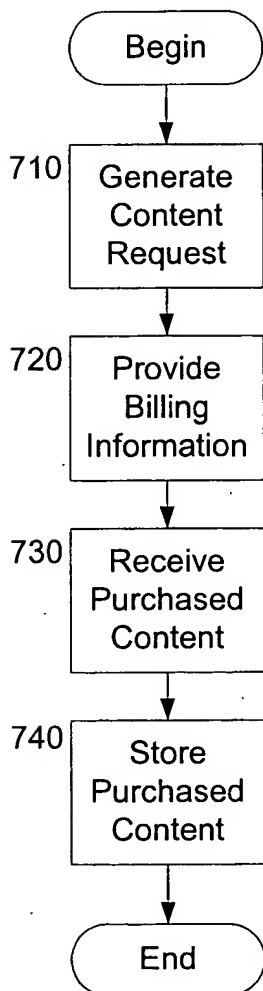 Begin
710
Generate
Content
Request
720
Provide
Billing
Information
730
Receive
Purchased
Content
740
Store
Purchased
Content
End